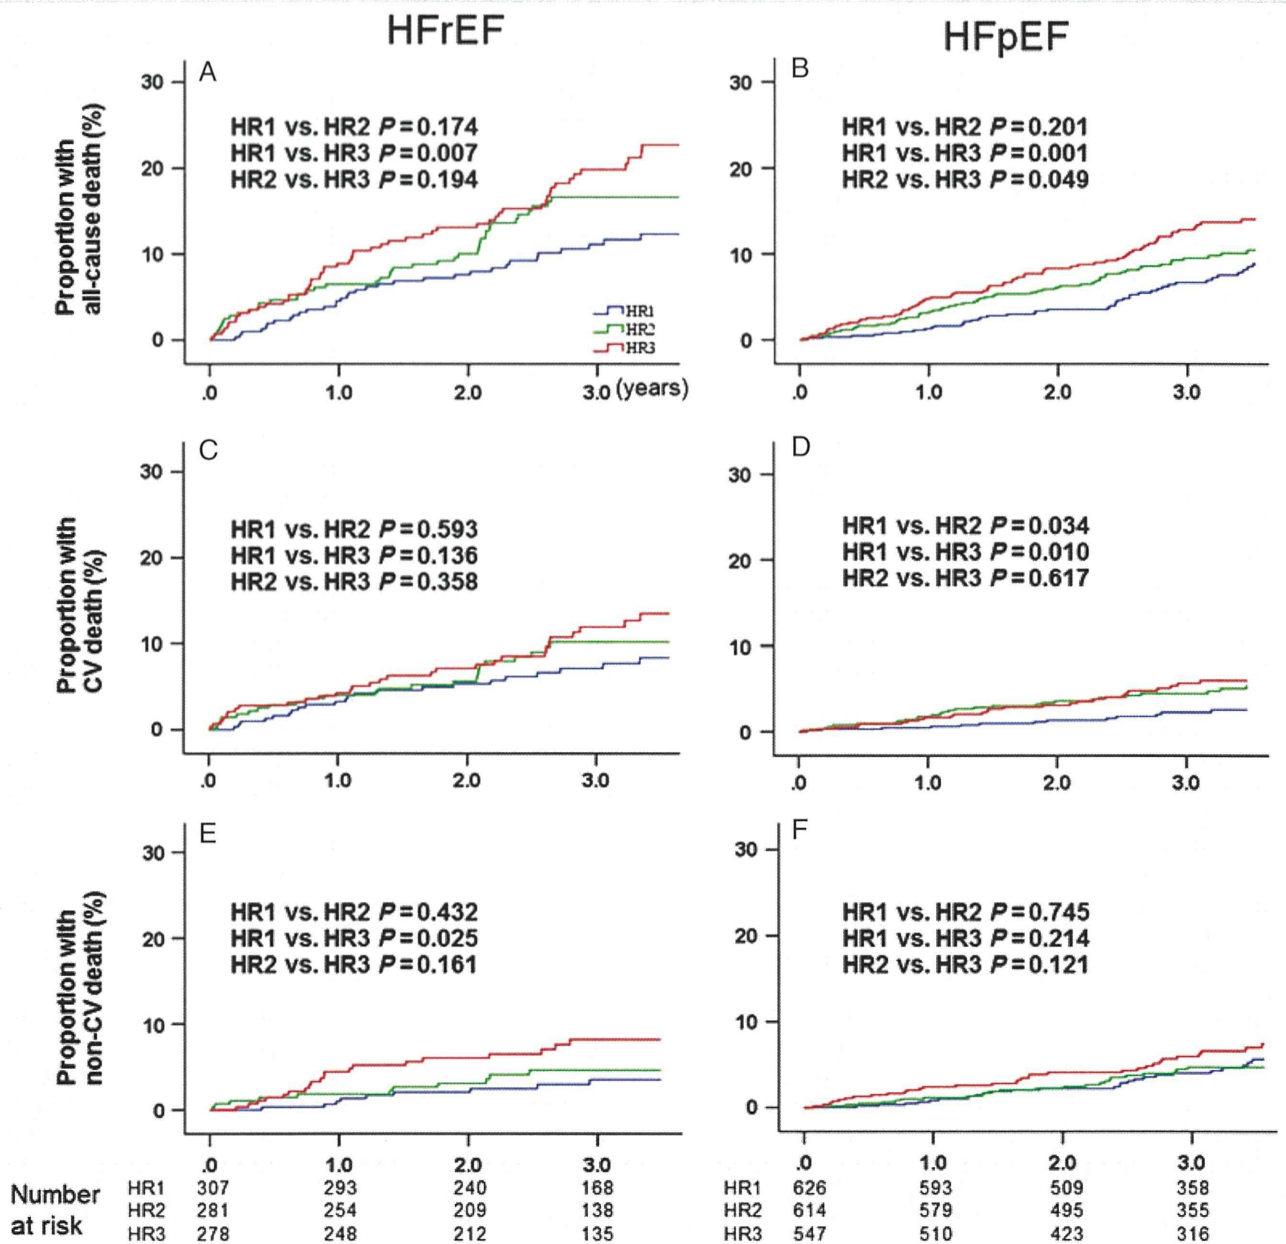 HFrEF
HFpEF
A
Proportion with
all-cause death (%)
30
20
10
0
HR1 vs. HR2 P=0.174
HR1 vs. HR3 P=0.007
HR2 vs. HR3 P=0.194
HR1
HR2
HR3
.0 1.0 2.0 3.0 (years)
B
30
20
10
0
HR1 vs. HR2 P=0.201
HR1 vs. HR3 P=0.001
HR2 vs. HR3 P=0.049
.0 1.0 2.0 3.0
C
Proportion with
CV death (%)
30
20
10
0
HR1 vs. HR2 P=0.593
HR1 vs. HR3 P=0.136
HR2 vs. HR3 P=0.358
.0 1.0 2.0 3.0
D
30
20
10
0
HR1 vs. HR2 P=0.034
HR1 vs. HR3 P=0.010
HR2 vs. HR3 P=0.617
.0 1.0 2.0 3.0
E
Proportion with
non-CV death (%)
30
20
10
0
HR1 vs. HR2 P=0.432
HR1 vs. HR3 P=0.025
HR2 vs. HR3 P=0.161
.0 1.0 2.0 3.0
F
30
20
10
0
HR1 vs. HR2 P=0.745
HR1 vs. HR3 P=0.214
HR2 vs. HR3 P=0.121
.0 1.0 2.0 3.0
Number
at risk
HR1 307 293 240 168
HR2 281 254 209 138
HR3 278 248 212 135
HR1 626 593 509 358
HR2 614 579 495 355
HR3 547 510 423 316